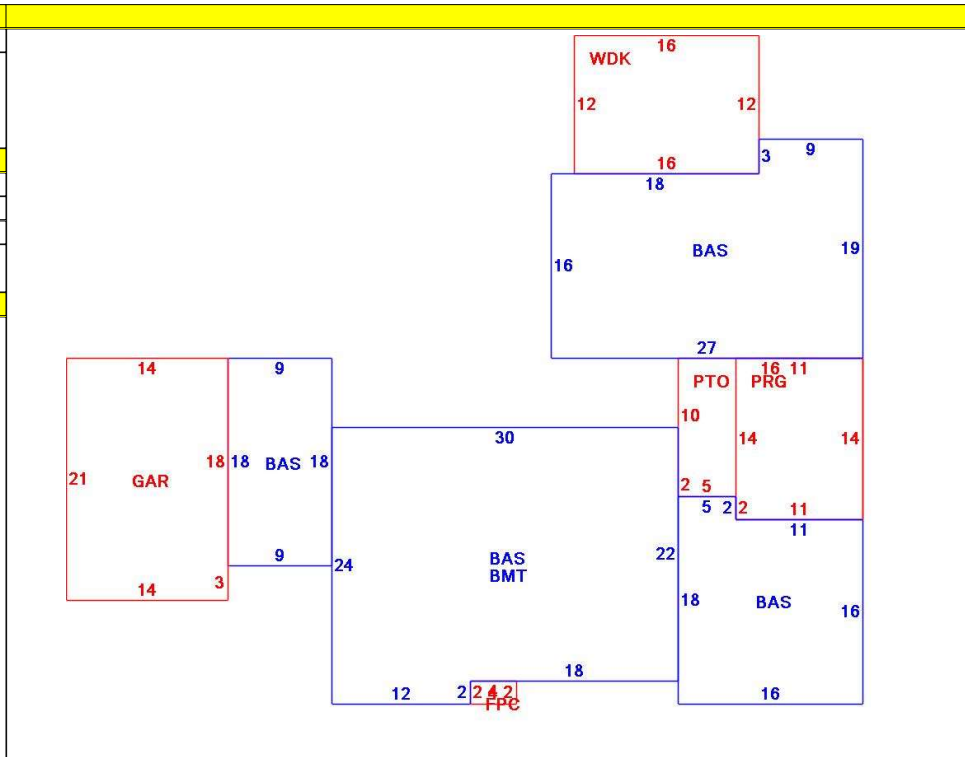 16
WDK
12 12
16
3 9
18
16 BAS 19
27
14 9 PTO 16 11 PRG
10
30
14 14
21 GAR 18 18 BAS 18
2 5
5 2 2 11
11
9 24 BAS 22
BMT
14 3
18 BAS 16
18
12 2 2 4 2
FPC
16